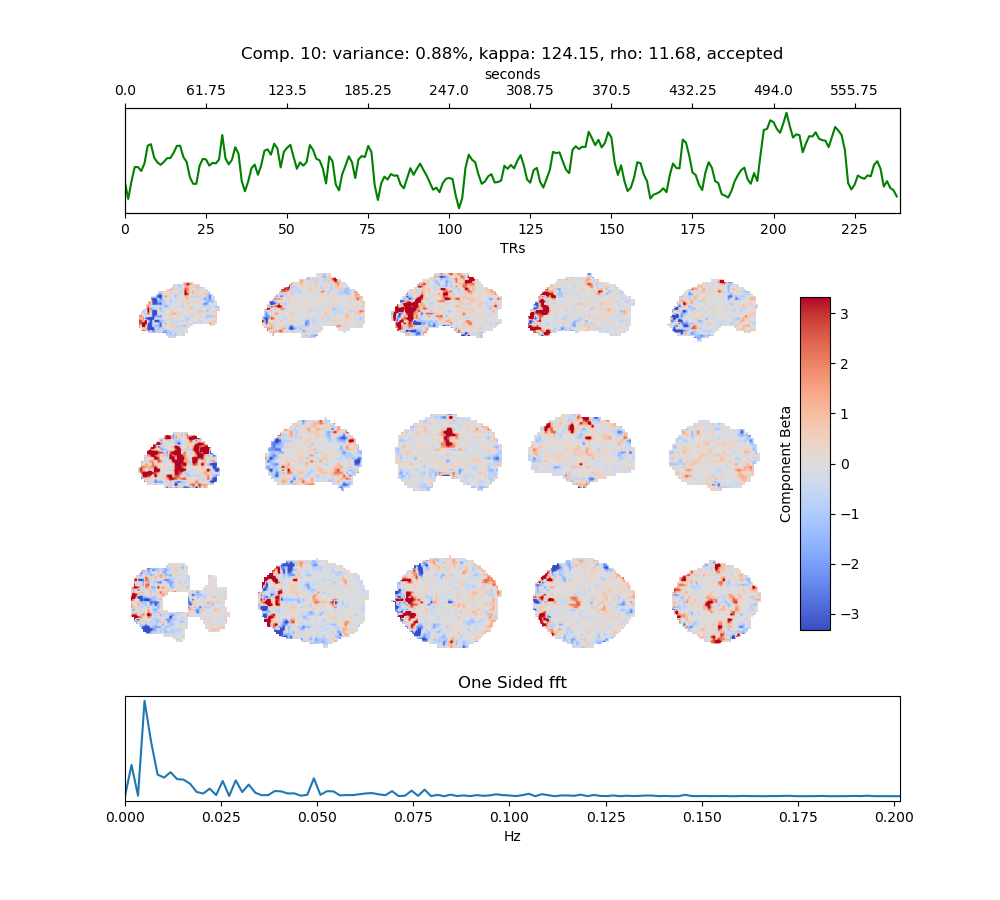 Comp. 10: variance: 0.88%, kappa: 124.15, rho: 11.68, accepted
seconds
0.0 61.75 123.5 185.25 247.0 308.75 370.5 432.25 494.0 555.75
0 25 50 75 100 125 150 175 200 225
TRs
3
2
1
0
−1
−2
−3
Component Beta
One Sided fft
0.000 0.025 0.050 0.075 0.100 0.125 0.150 0.175 0.200
Hz